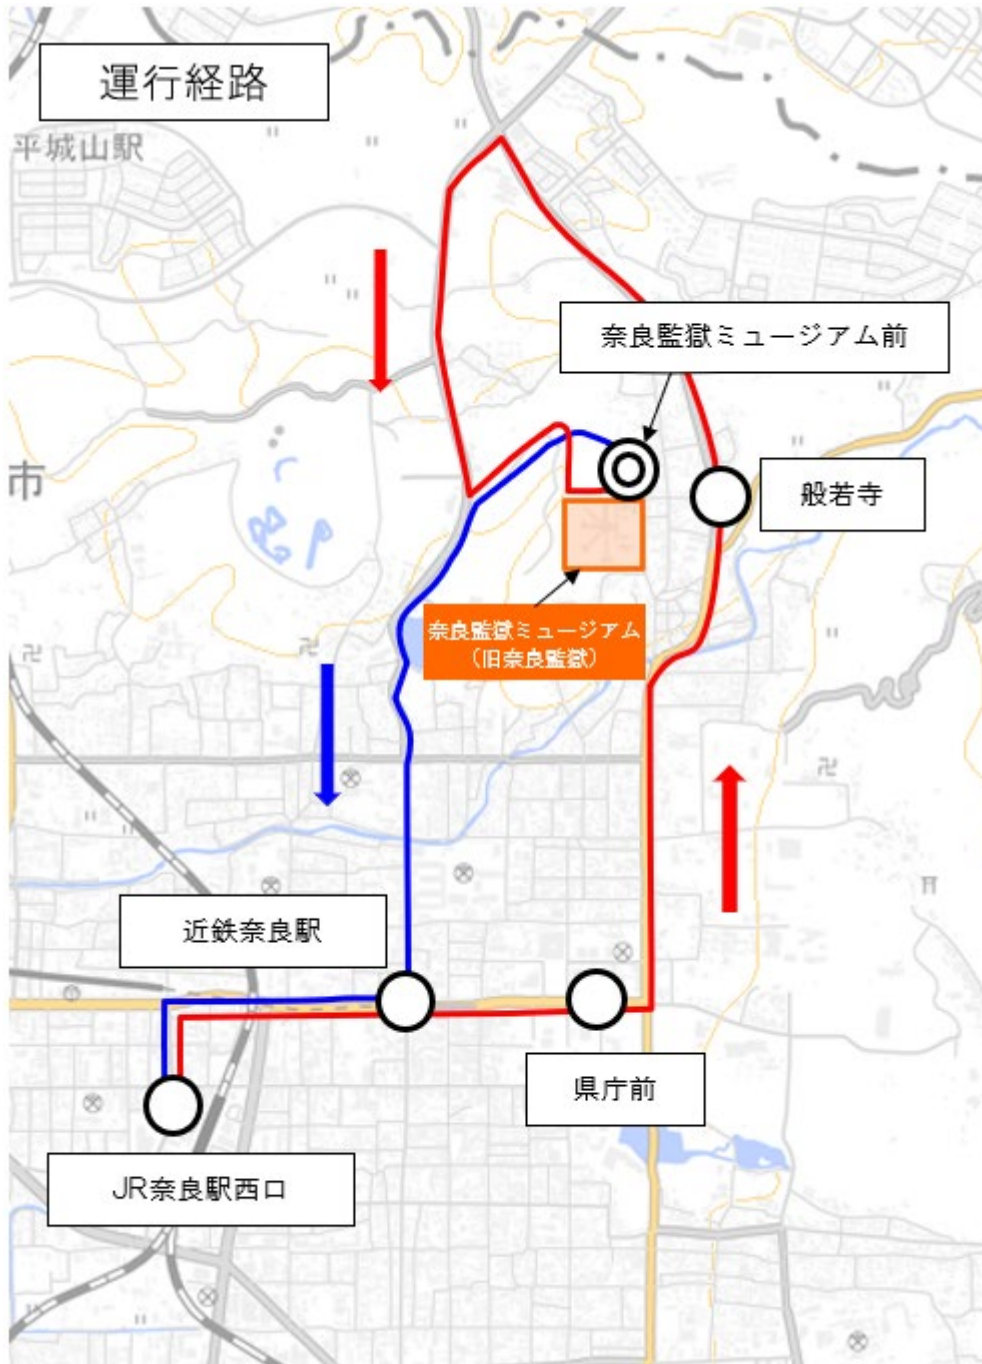 運行経路
平城山駅
奈良監獄ミュージアム前
市
般若寺
奈良監獄ミュージアム
(旧奈良監獄)
近鉄奈良駅
県庁前
JR奈良駅西口